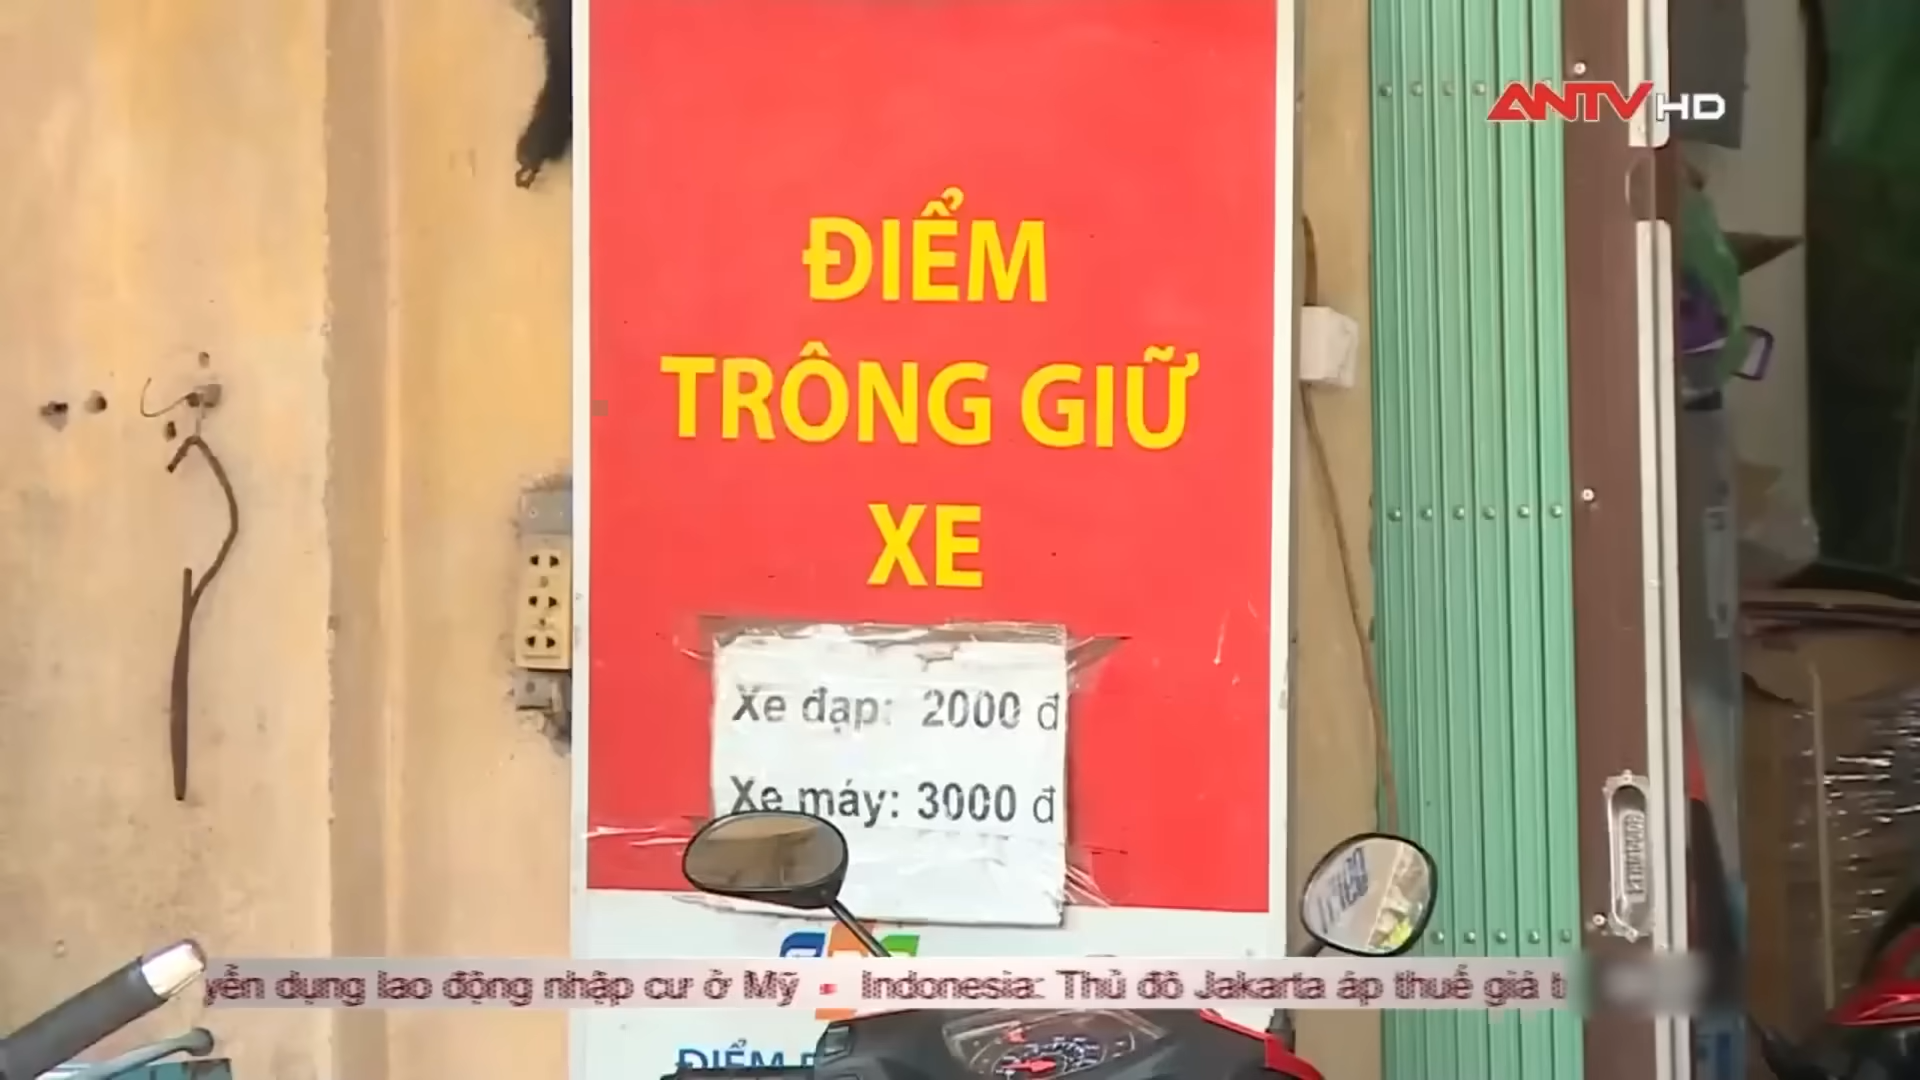 ANTV HD
ĐIỂM
TRÔNG GIỮ
XE
Xe đạp: 2000 đ
Xe máy: 3000 đ
dụng lao động nhập cư ở Mỹ - Indonesia: Thủ đô Jakarta áp thuế giá
ĐIỂM